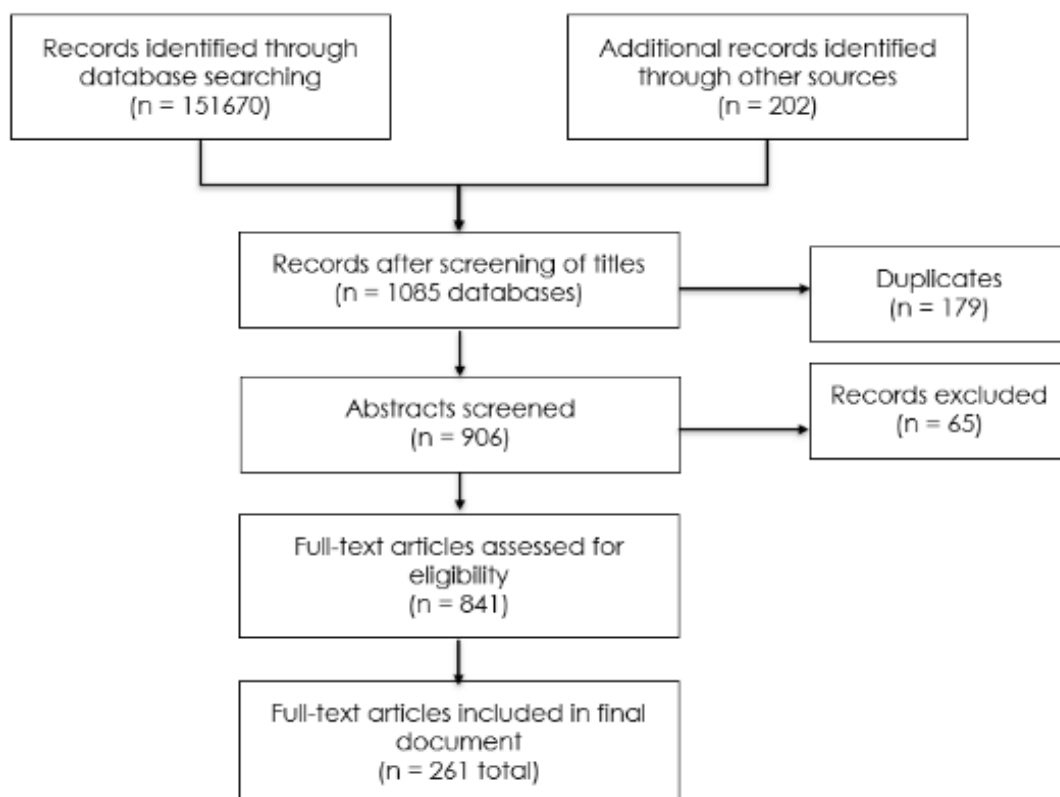 Records identified through
database searching
(n = 151670)
Additional records identified
through other sources
(n = 202)
Records after screening of titles
(n = 1085 databases)
Duplicates
(n = 179)
Abstracts screened
(n = 906)
Records excluded
(n = 65)
Full-text articles assessed for
eligibility
(n = 841)
Full-text articles included in final
document
(n = 261 total)